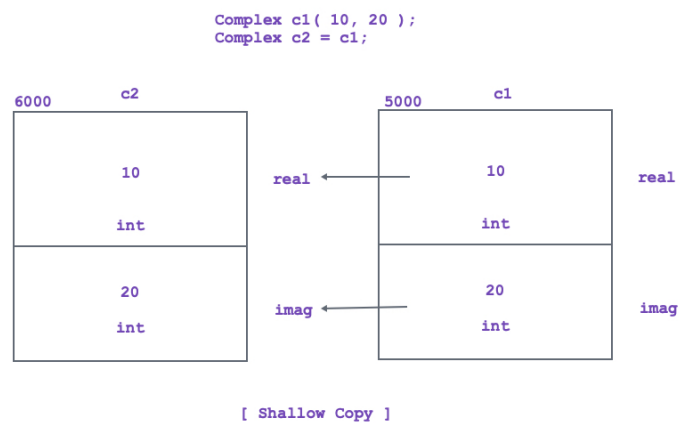 Complex c1( 10, 20 );
Complex c2 = c1;
c2
c1
6000
5000
10
real
10
real
int
int
20
imag
20
imag
int
int
[ Shallow Copy ]